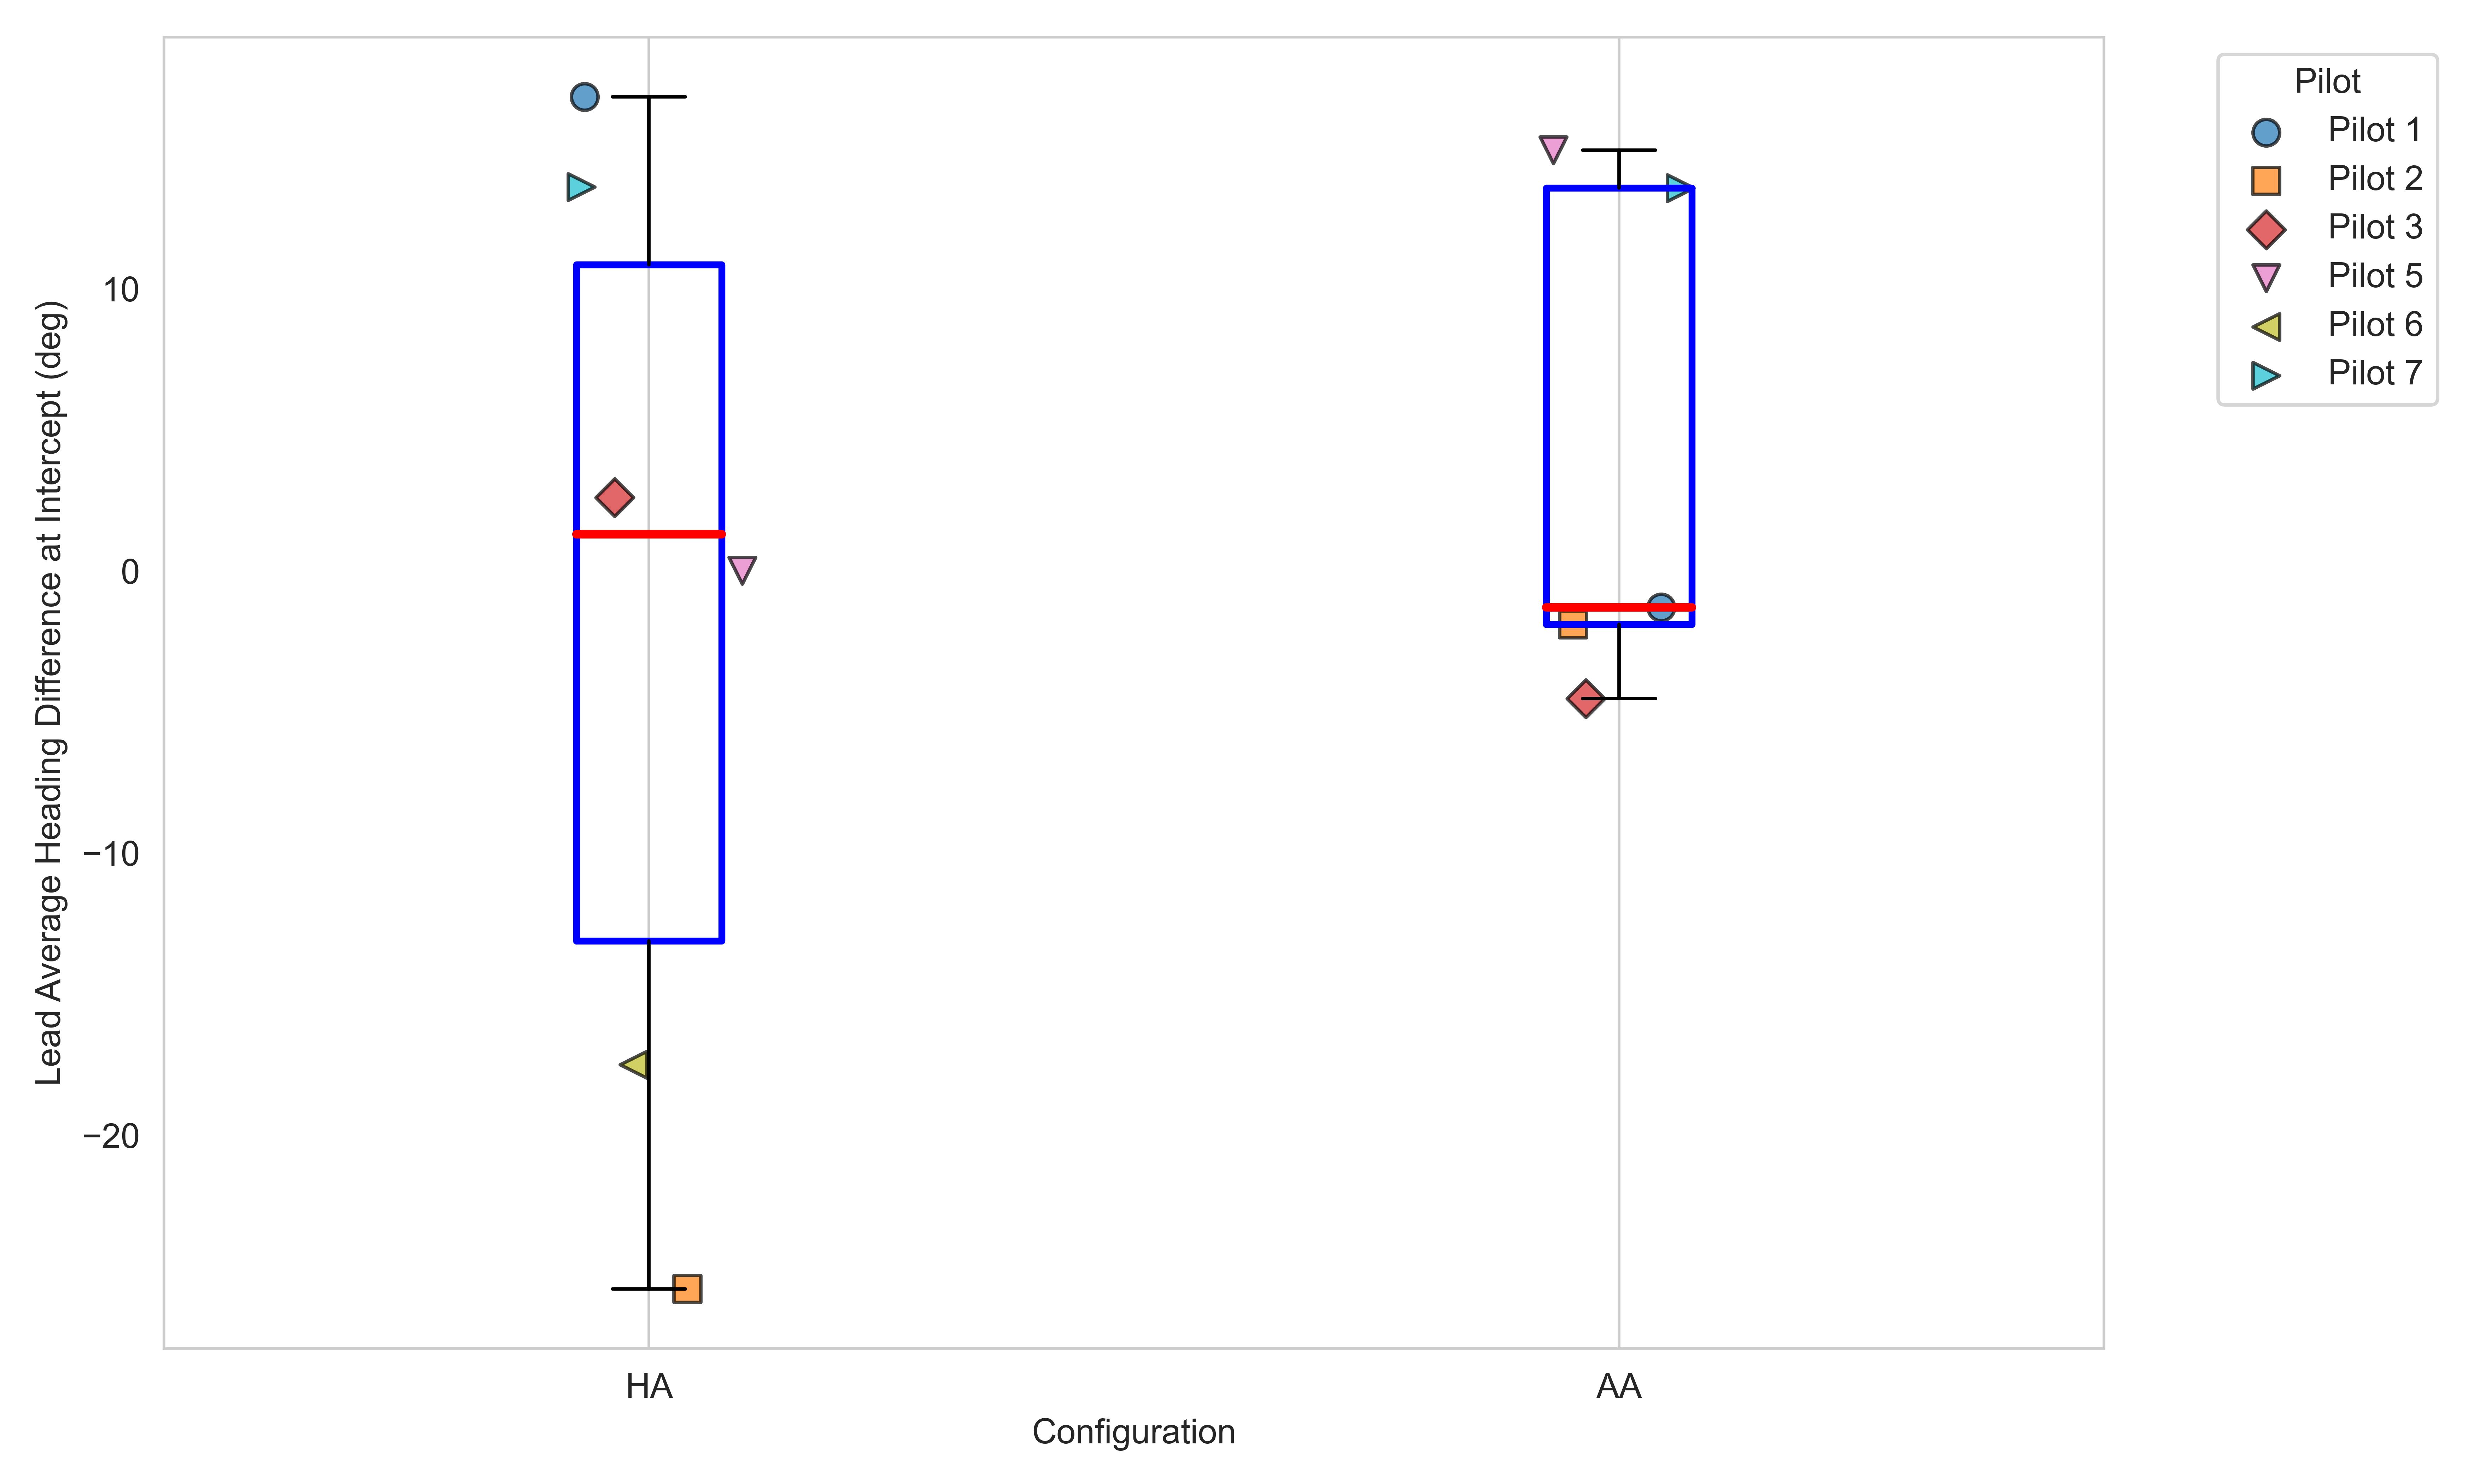 Pilot
Pilot 1
Pilot 2
Pilot 3
Pilot 5
Pilot 6
Pilot 7
Lead Average Heading Difference at Intercept (deg)
10
0
−10
−20
HA
AA
Configuration